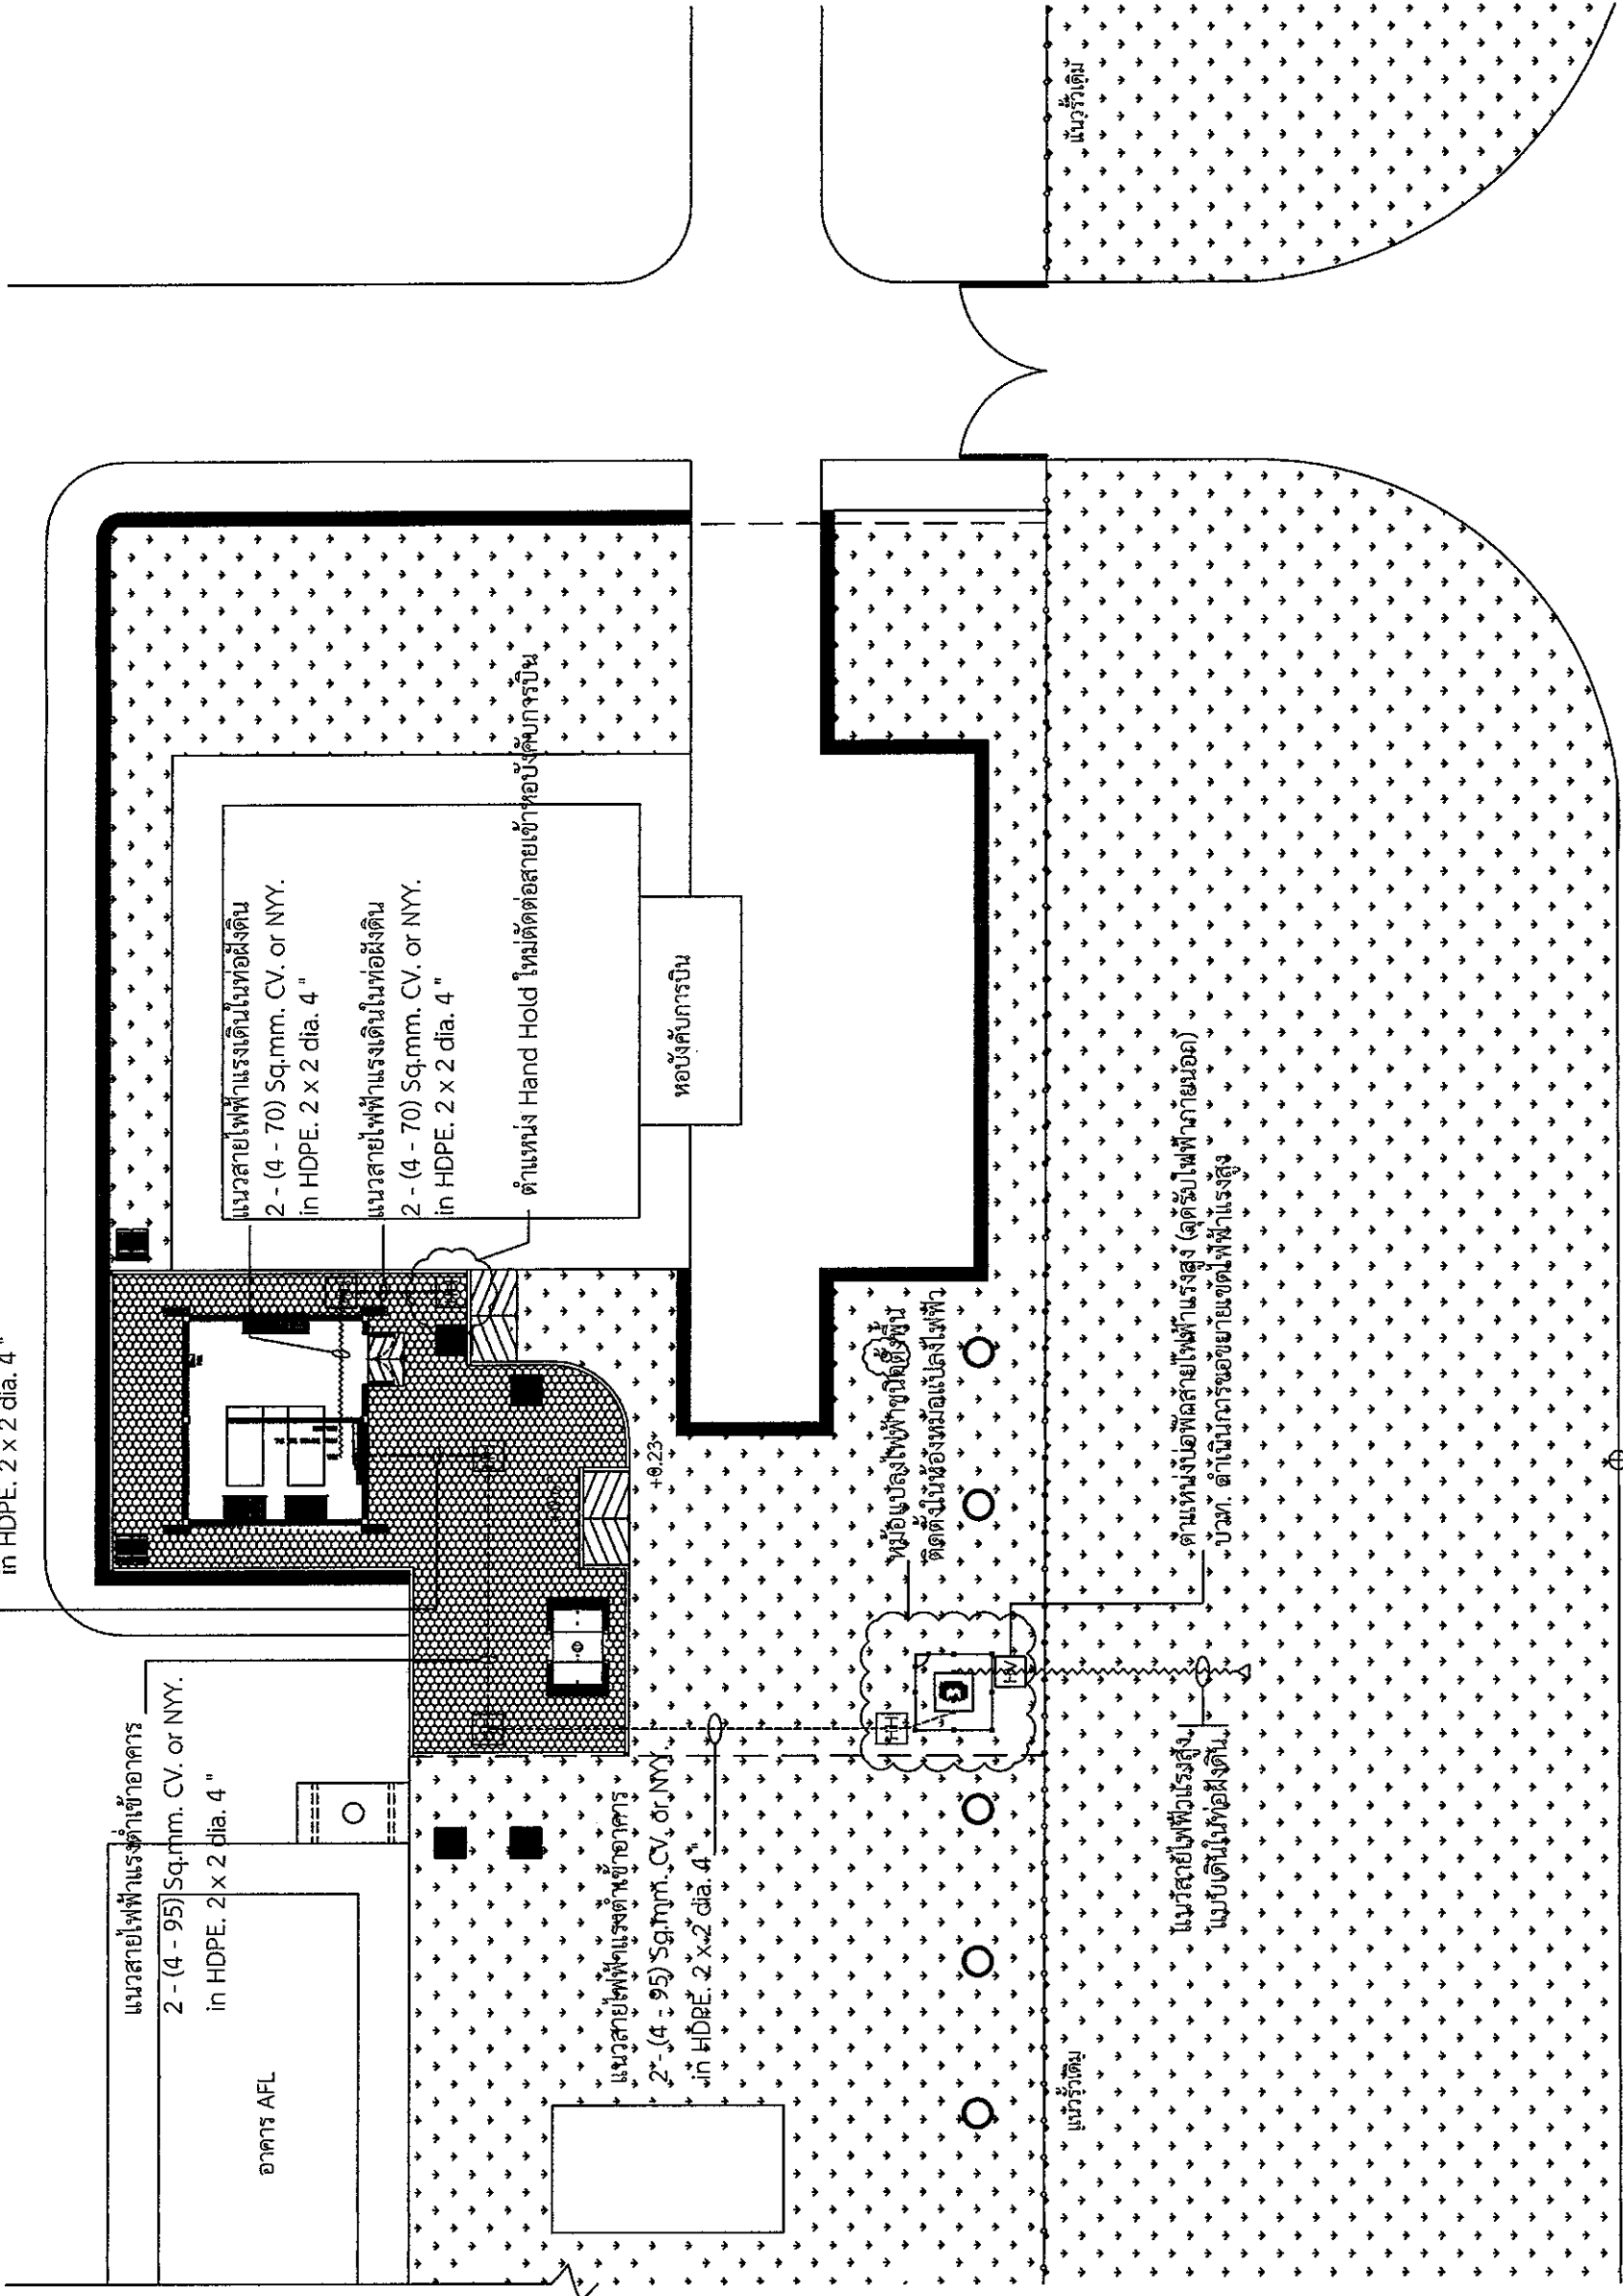 in HDPE. 2 x 2 dia. 4 "
แนวสายไฟฟ้าแรงต่ำเข้าอาคาร
2 - (4 - 95) Sq.mm. CV. or NYY.
in HDPE. 2 x 2 dia. 4 "
อาคาร AFL
แนวสายไฟฟ้าแรงเดินในท่อฝังดิน
2 - (4 - 70) Sq.mm. CV. or NYY.
in HDPE. 2 x 2 dia. 4 "
แนวสายไฟฟ้าแรงเดินในท่อฝังดิน
2 - (4 - 70) Sq.mm. CV. or NYY.
in HDPE. 2 x 2 dia. 4 "
ตำแหน่ง Hand Hold ใหม่ตัดต่อสายเข้าหอบังคับการบิน
หอบังคับการบิน
แนวสายไฟฟ้าแรงต่ำเข้าอาคาร
2 - (4 - 95) Sq.mm. CV. or NYY.
in HDPE. 2 x 2 dia. 4 "
+0.23
หม้อแปลงไฟฟ้าชนิดตั้งพื้น
ติดตั้งในห้องหม้อแปลงไฟฟ้า
HH
HV
แนวรั้วเดิม
แนวรั้วเดิม
ตำแหน่งบ่อพักสายไฟฟ้าแรงสูง (จุดรับไฟฟ้าภายนอก)
บวท. ดำเนินการขอขยายเขตไฟฟ้าแรงสูง
แนวสายไฟฟ้าแรงสูง
แบบเดินในท่อฝังดิน